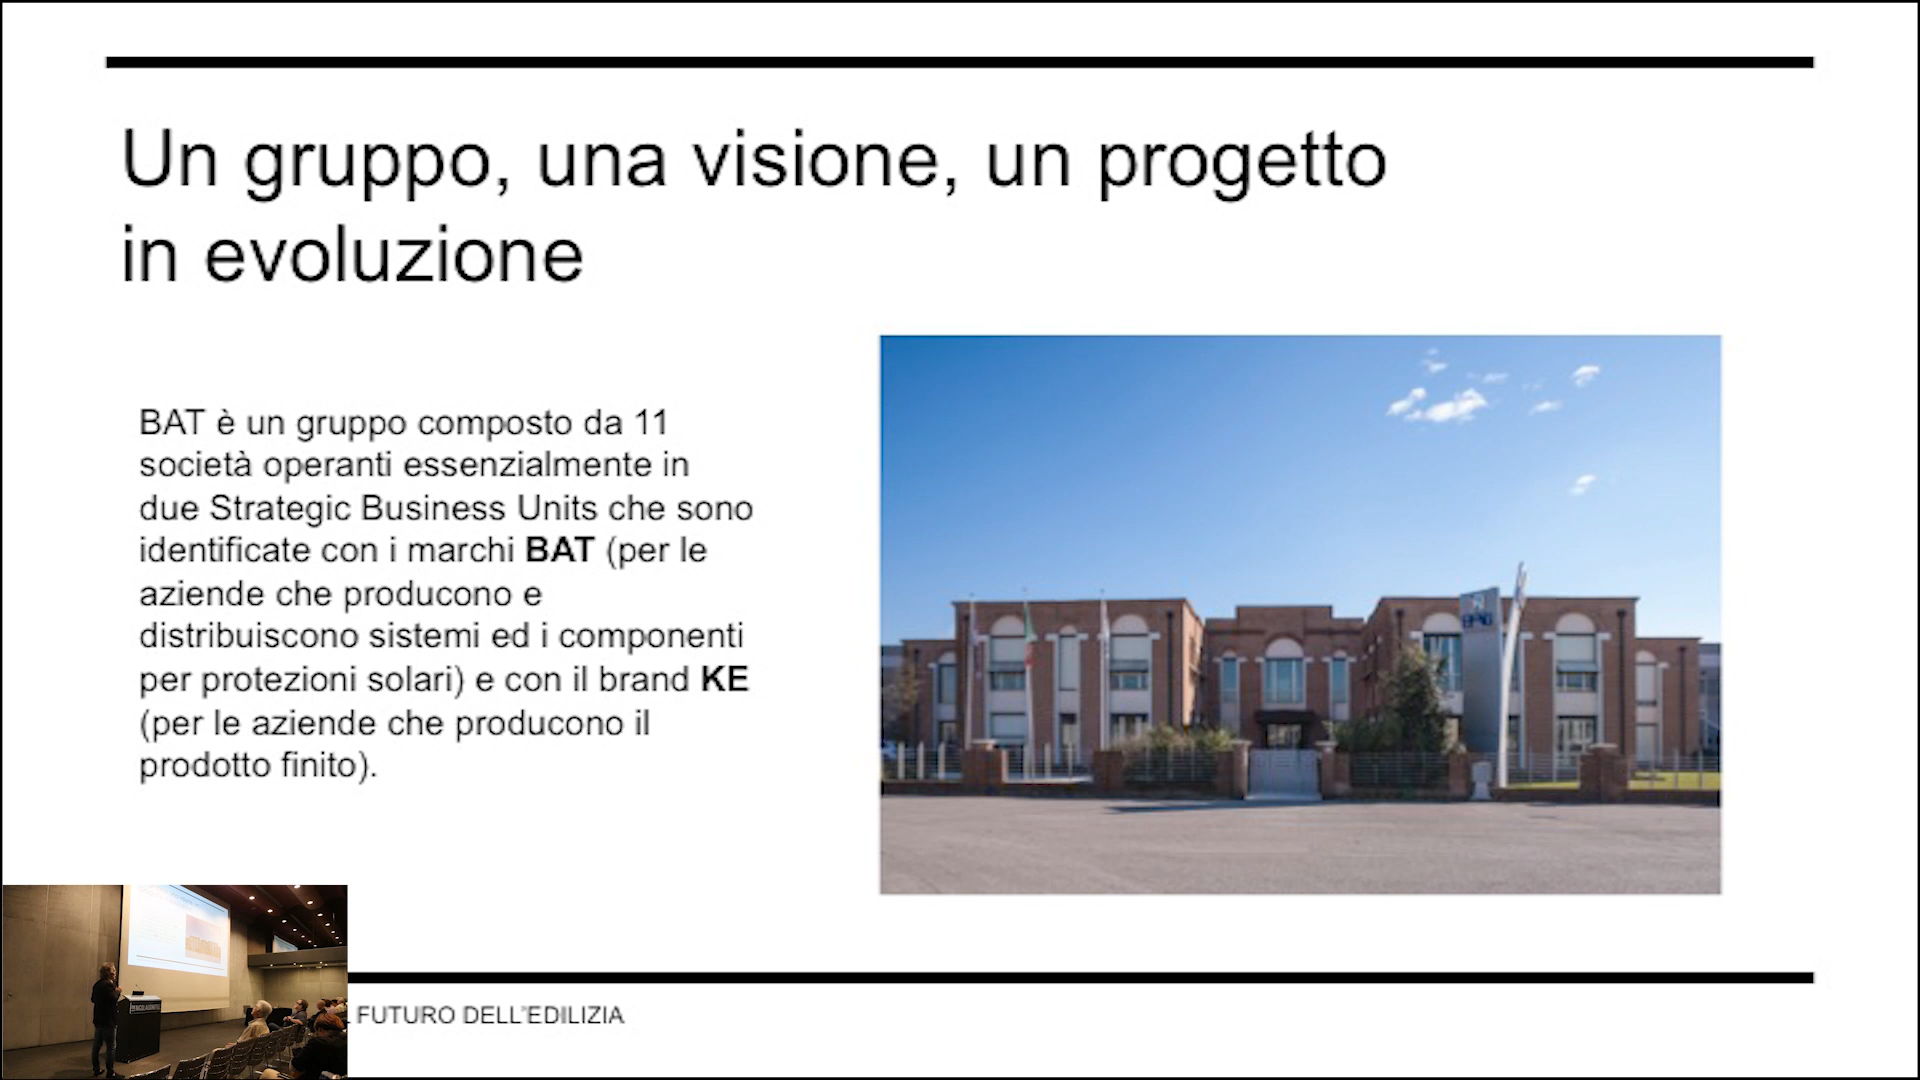 Un gruppo, una visione, un progetto
in evoluzione
BAT è un gruppo composto da 11
società operanti essenzialmente in
due Strategic Business Units che sono
identificate con i marchi BAT (per le
aziende che producono e
distribuiscono sistemi ed i componenti
per protezioni solari) e con il brand KE
(per le aziende che producono il
prodotto finito).
BAT
FUTURO DELL'EDILIZIA